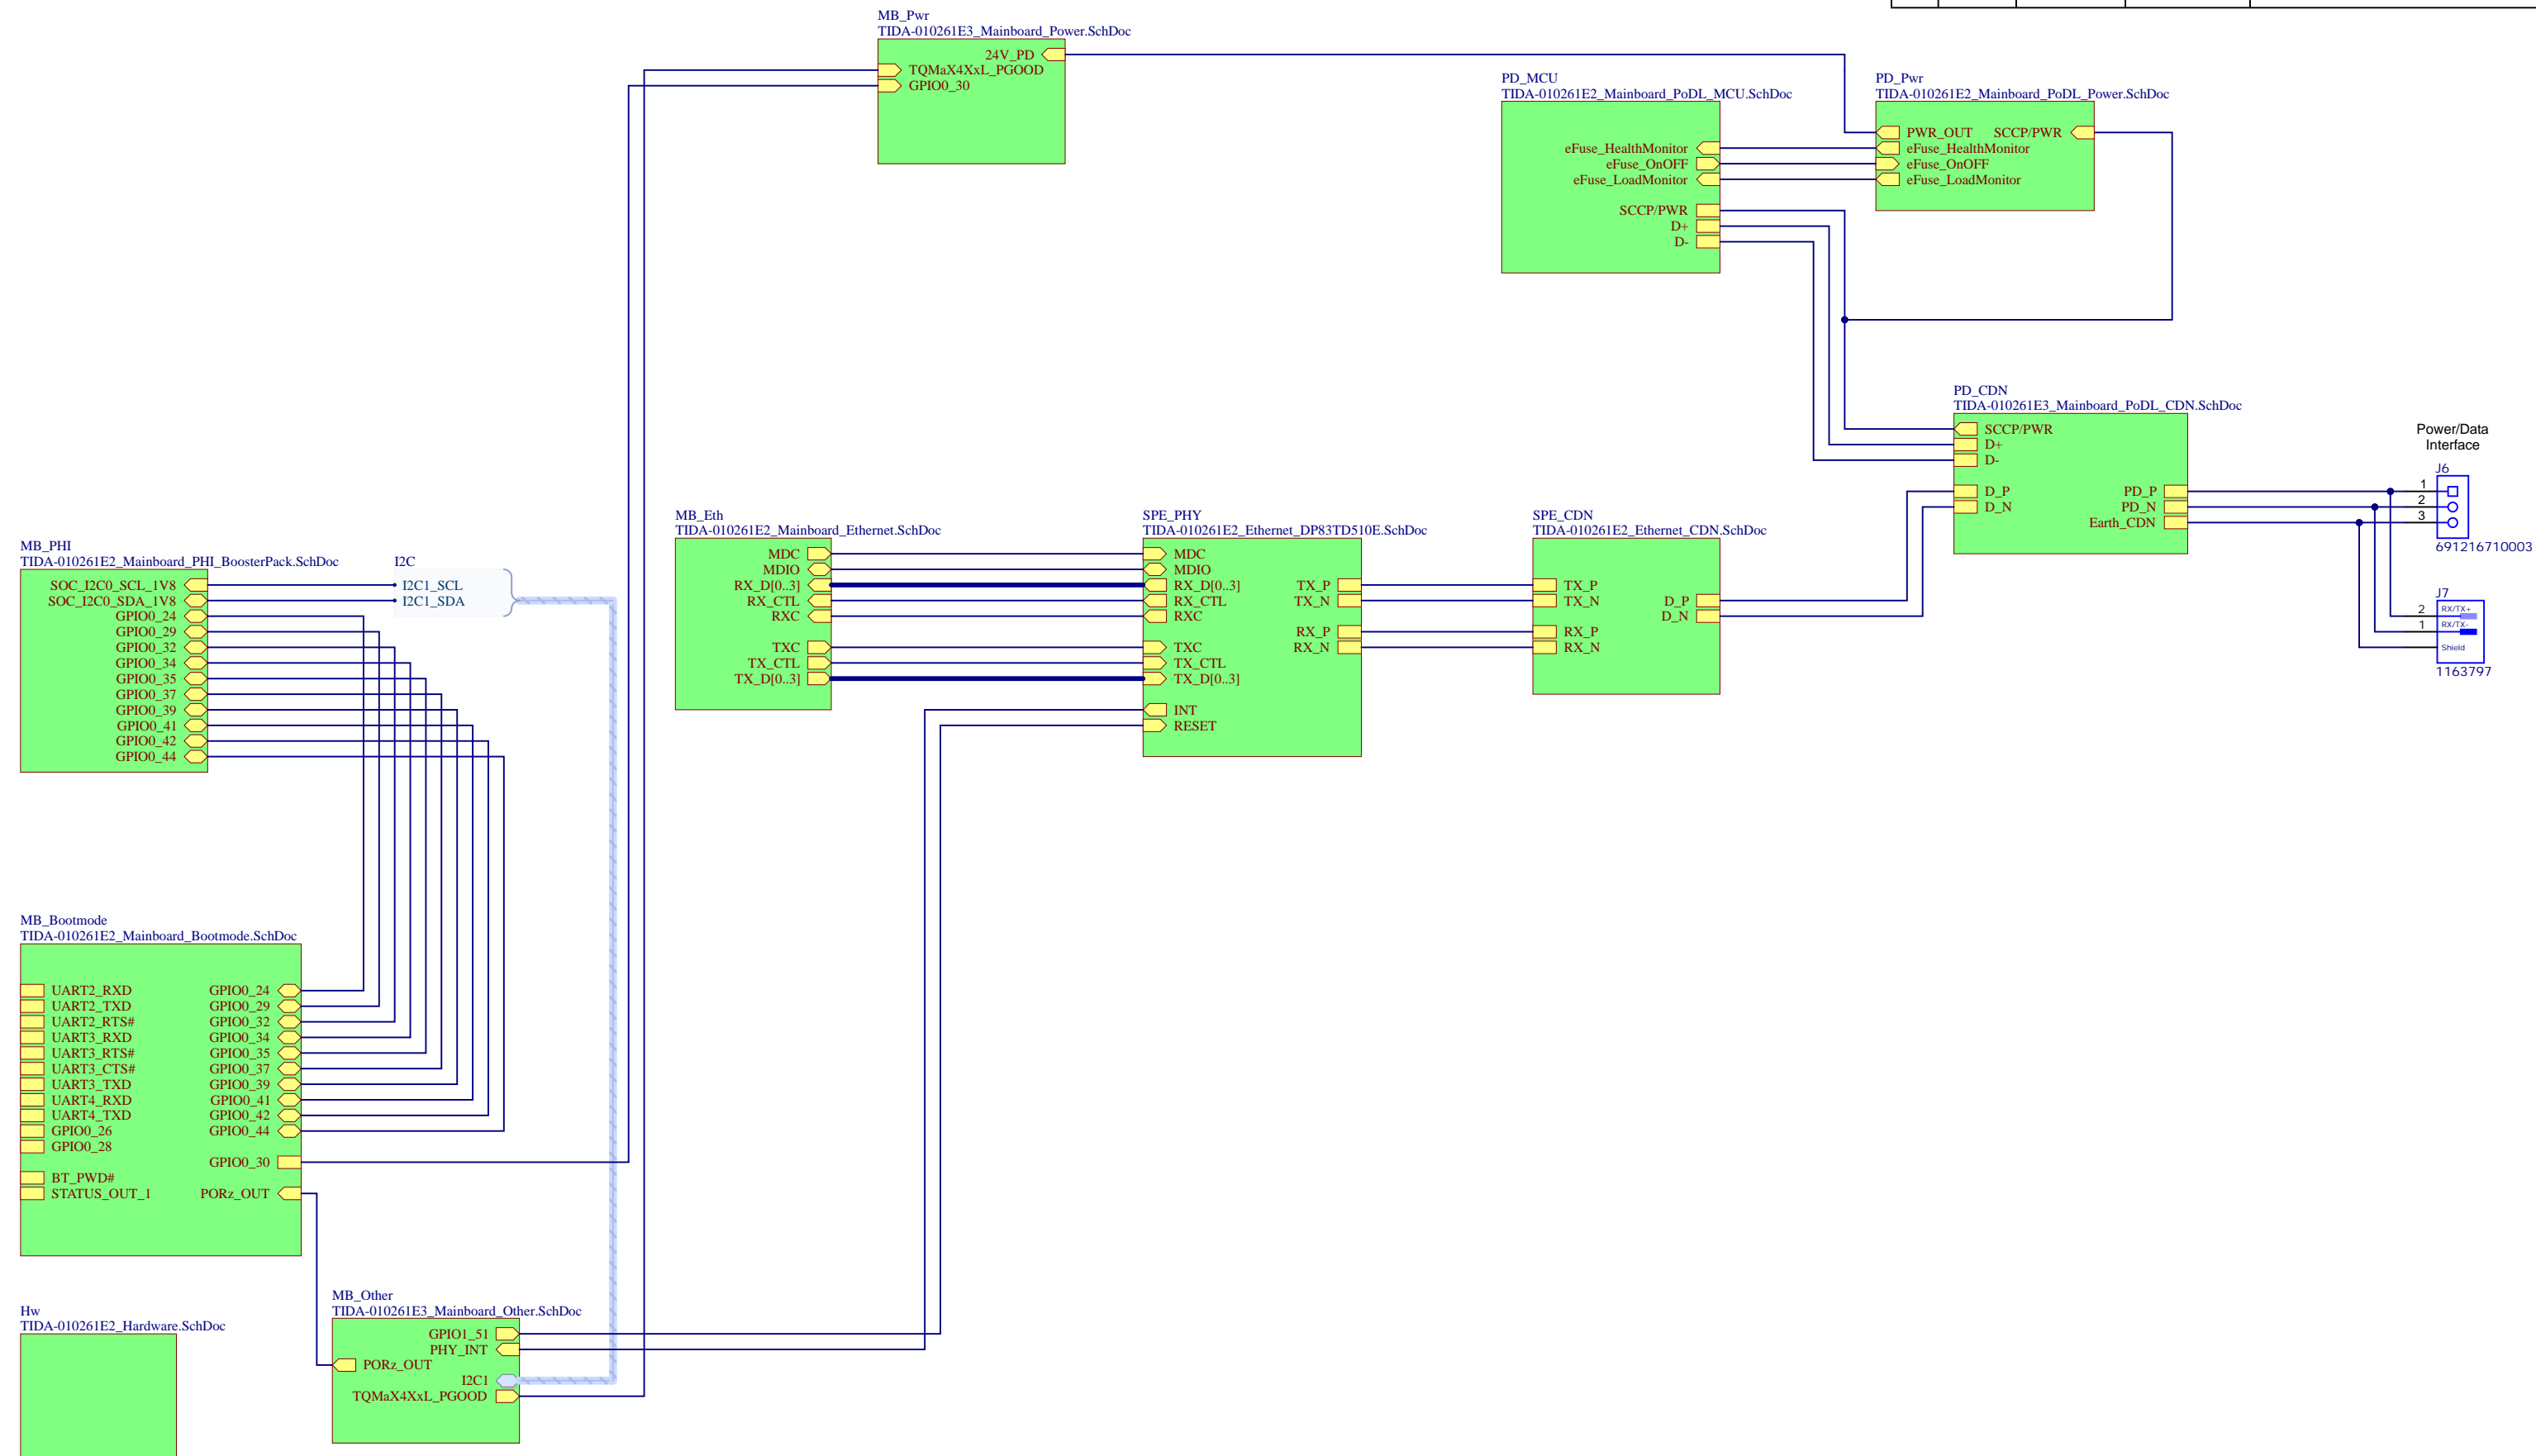 MB_Pwr
TIDA-010261E3_Mainboard_Power.SchDoc
24V_PD
TQMaX4XxL_PGOOD
GPIO0_30
PD_MCU
TIDA-010261E2_Mainboard_PoDL_MCU.SchDoc
eFuse_HealthMonitor
eFuse_OnOFF
eFuse_LoadMonitor
SCCP/PWR
D+
D-
PD_Pwr
TIDA-010261E2_Mainboard_PoDL_Power.SchDoc
PWR_OUT SCCP/PWR
eFuse_HealthMonitor
eFuse_OnOFF
eFuse_LoadMonitor
PD_CDN
TIDA-010261E3_Mainboard_PoDL_CDN.SchDoc
SCCP/PWR
D+
D-
D_P PD_P
D_N PD_N
Earth_CDN
Power/Data
Interface
J6
1
2
3
691216710003
J7
2 RX/TX+
1 RX/TX-
Shield
1163797
MB_Eth
TIDA-010261E2_Mainboard_Ethernet.SchDoc
MDC
MDIO
RX_D[0..3]
RX_CTL
RXC
TXC
TX_CTL
TX_D[0..3]
SPE_PHY
TIDA-010261E2_Ethernet_DP83TD510E.SchDoc
MDC
MDIO
RX_D[0..3] TX_P
RX_CTL TX_N
RXC
RX_P
TXC RX_N
TX_CTL
TX_D[0..3]
INT
RESET
SPE_CDN
TIDA-010261E2_Ethernet_CDN.SchDoc
TX_P
TX_N D_P
D_N
RX_P
RX_N
MB_PHI
TIDA-010261E2_Mainboard_PHI_BoosterPack.SchDoc
SOC_I2C0_SCL_1V8
SOC_I2C0_SDA_1V8
GPIO0_24
GPIO0_29
GPIO0_32
GPIO0_34
GPIO0_35
GPIO0_37
GPIO0_39
GPIO0_41
GPIO0_42
GPIO0_44
I2C
I2C1_SCL
I2C1_SDA
MB_Bootmode
TIDA-010261E2_Mainboard_Bootmode.SchDoc
UART2_RXD GPIO0_24
UART2_TXD GPIO0_29
UART2_RTS# GPIO0_32
UART3_RXD GPIO0_34
UART3_RTS# GPIO0_35
UART3_CTS# GPIO0_37
UART3_TXD GPIO0_39
UART4_RXD GPIO0_41
UART4_TXD GPIO0_42
GPIO0_26 GPIO0_44
GPIO0_28
GPIO0_30
BT_PWD#
STATUS_OUT_1 PORz_OUT
Hw
TIDA-010261E2_Hardware.SchDoc
MB_Other
TIDA-010261E3_Mainboard_Other.SchDoc
GPIO1_51
PHY_INT
PORz_OUT
I2C1
TQMaX4XxL_PGOOD